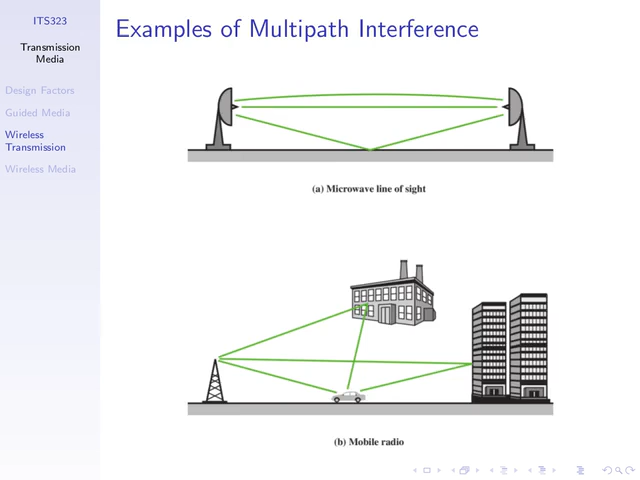 ITS323
Transmission
Media
Design Factors
Guided Media
Wireless
Transmission
Wireless Media
Examples of Multipath Interference
(a) Microwave line of sight
(b) Mobile radio